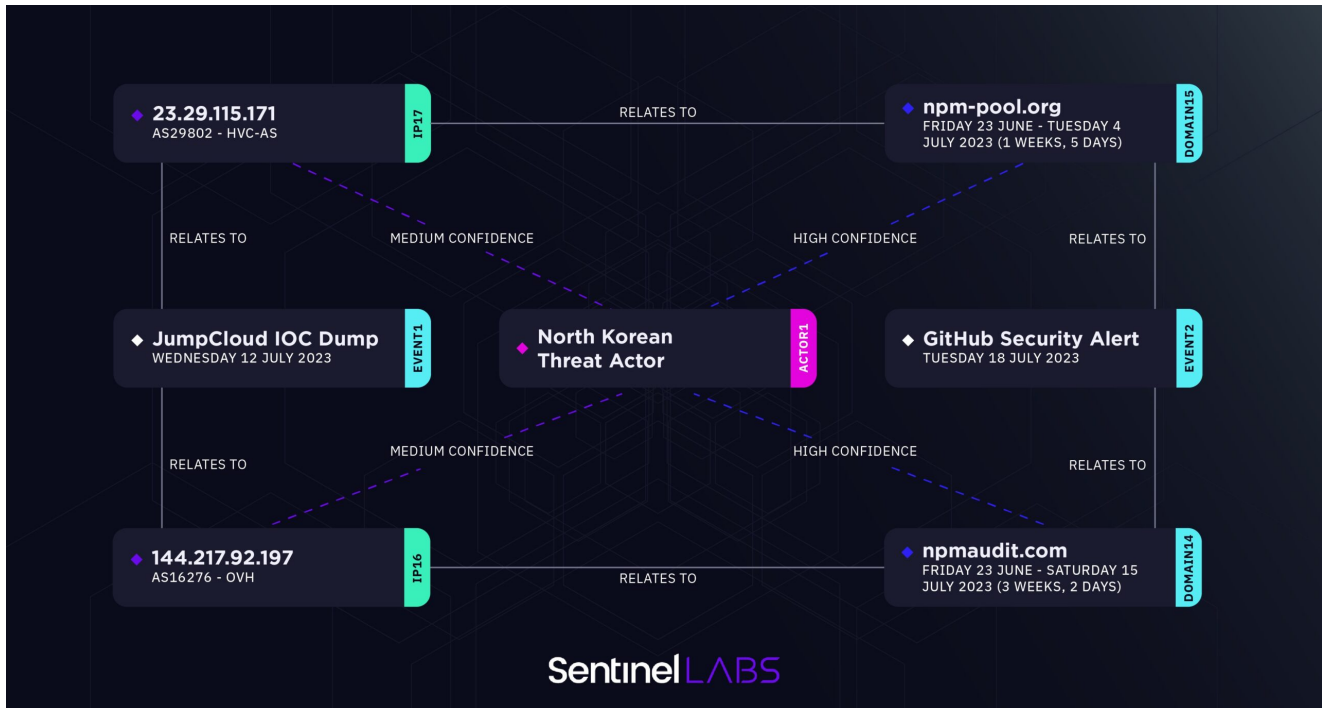 23.29.115.171
AS29802 - HVC-AS
IP17
RELATES TO
npm-pool.org
FRIDAY 23 JUNE - TUESDAY 4
JULY 2023 (1 WEEKS, 5 DAYS)
DOMAIN15
RELATES TO
MEDIUM CONFIDENCE
HIGH CONFIDENCE
RELATES TO
JumpCloud IOC Dump
WEDNESDAY 12 JULY 2023
EVENT1
North Korean
Threat Actor
ACTOR1
GitHub Security Alert
TUESDAY 18 JULY 2023
EVENT2
RELATES TO
MEDIUM CONFIDENCE
HIGH CONFIDENCE
RELATES TO
144.217.92.197
AS16276 - OVH
IP16
RELATES TO
npmaudit.com
FRIDAY 23 JUNE - SATURDAY 15
JULY 2023 (3 WEEKS, 2 DAYS)
DOMAIN14
SentinelLABS